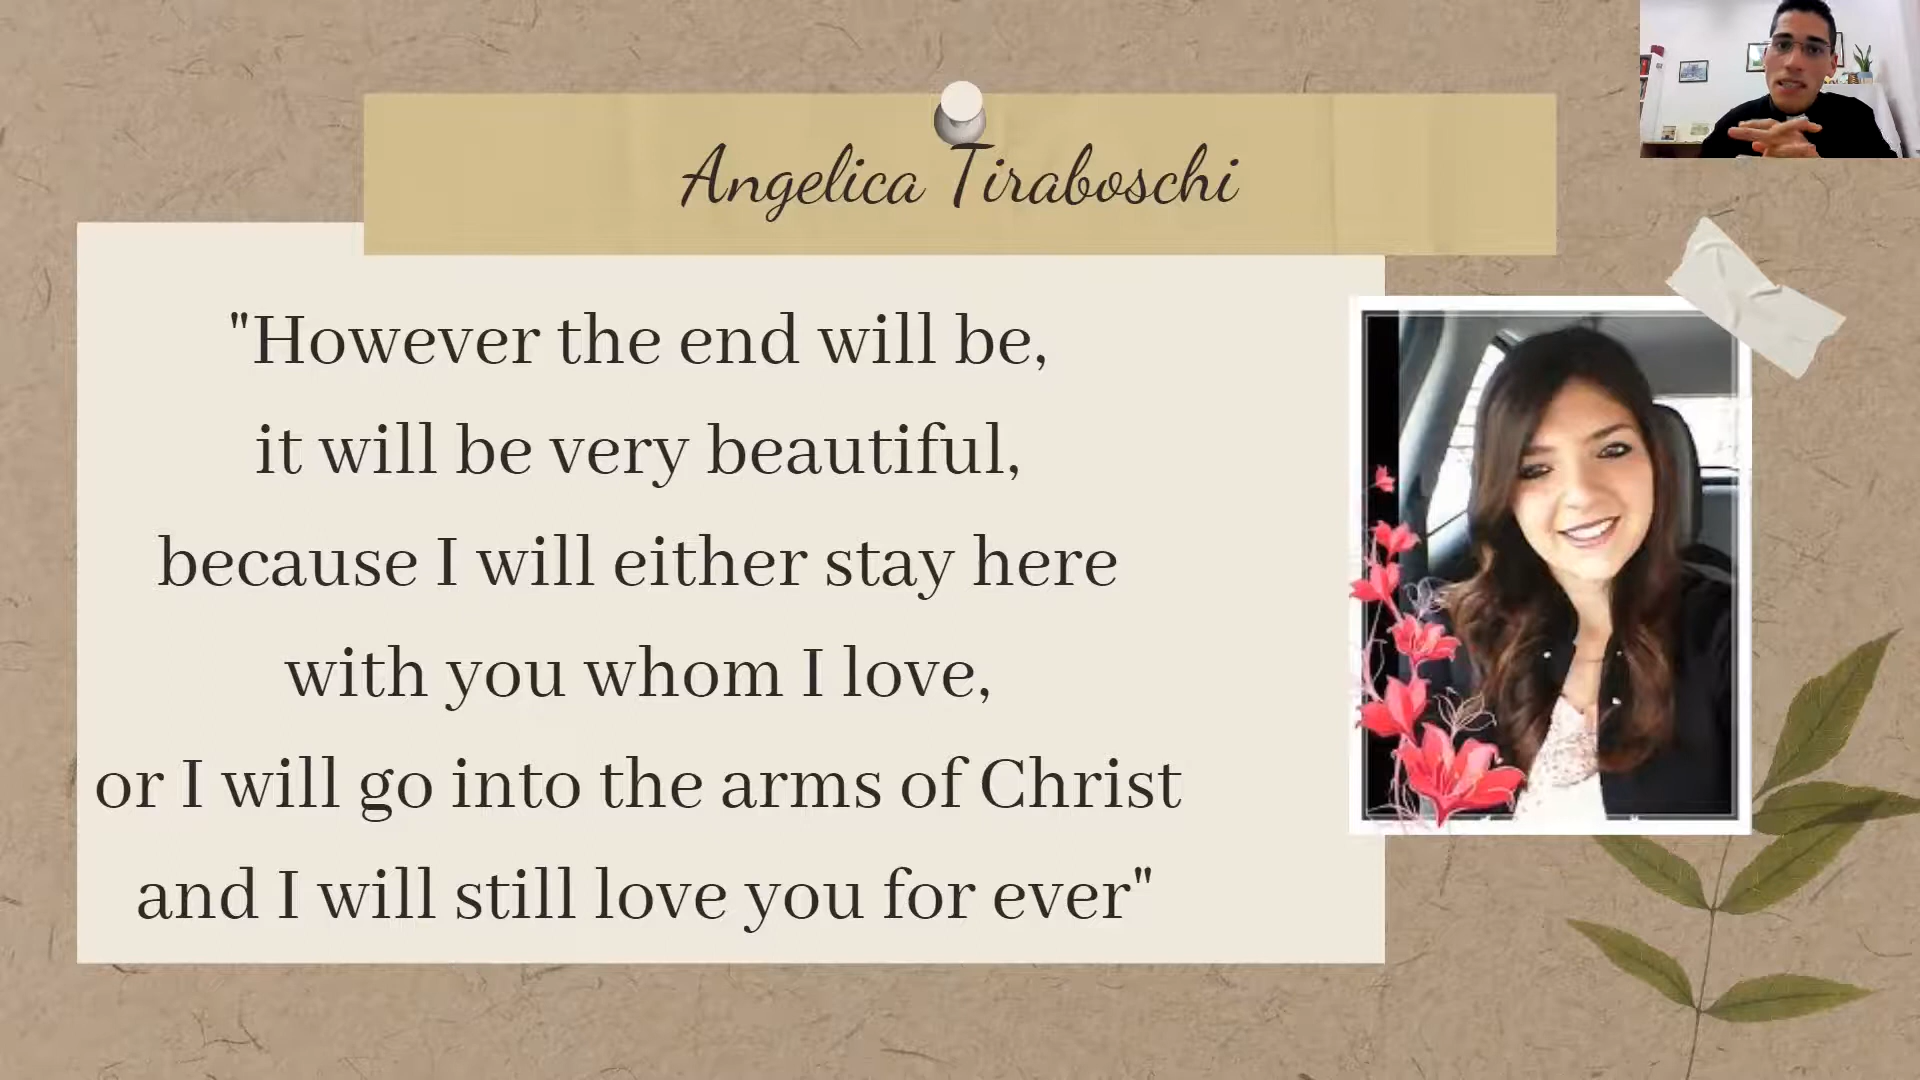 Angelica Tiraboschi
"However the end will be,
it will be very beautiful,
because I will either stay here
with you whom I love,
or I will go into the arms of Christ
and I will still love you for ever"